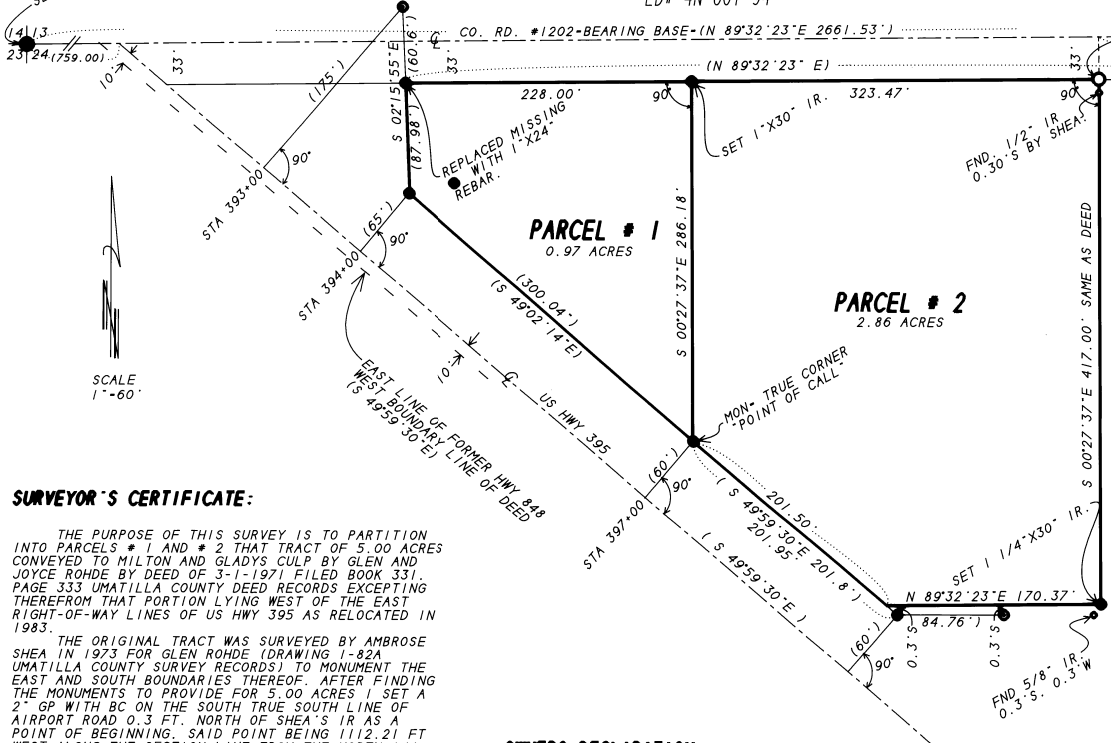 CO. RD. #1202-BEARING BASE-(N 89°32'23"E 2661.53')
14 13
23 24
(759.00)
33'
33'
33'
(N 89°32'23" E)
228.00'
90°
323.47'
90°
10'
(175')
S 02°15'55"E
(60.6')
(87.98')
REPLACED MISSING
WITH 1"X24"
REBAR.
SET 1"X30" IR.
FND. 1/2" IR
0.30'S BY SHEA
90°
STA 393+00
(65')
90°
STA 394+00
PARCEL # 1
0.97 ACRES
S 00°27'37"E 286.18'
PARCEL # 2
2.86 ACRES
S 00°27'37"E 417.00' SAME AS DEED
(300.04')
(S 49°02'14"E)
SCALE
1"=60'
10'
EAST LINE OF FORMER HWY 848
WEST BOUNDARY LINE OF DEED
(S 49°59'30"E)
US HWY 395
MON- TRUE CORNER
"POINT OF CALL"
(60')
90°
STA 397+00
201.50'
( S 49°59'30"E 201.8')
201.95'
( S 49°59'30"E )
SET 1 1/4"X30" IR.
N 89°32'23"E 170.37'
84.76')
0.3'S
0.3'S
(60')
90°
FND 5/8" IR.
0.3'S. 0.3'W
SURVEYOR'S CERTIFICATE:
THE PURPOSE OF THIS SURVEY IS TO PARTITION
INTO PARCELS # 1 AND # 2 THAT TRACT OF 5.00 ACRES
CONVEYED TO MILTON AND GLADYS CULP BY GLEN AND
JOYCE ROHDE BY DEED OF 3-1-1971 FILED BOOK 331,
PAGE 333 UMATILLA COUNTY DEED RECORDS EXCEPTING
THEREFROM THAT PORTION LYING WEST OF THE EAST
RIGHT-OF-WAY LINES OF US HWY 395 AS RELOCATED IN
1983.
THE ORIGINAL TRACT WAS SURVEYED BY AMBROSE
SHEA IN 1973 FOR GLEN ROHDE (DRAWING 1-82A
UMATILLA COUNTY SURVEY RECORDS) TO MONUMENT THE
EAST AND SOUTH BOUNDARIES THEREOF. AFTER FINDING
THE MONUMENTS TO PROVIDE FOR 5.00 ACRES I SET A
2" GP WITH BC ON THE SOUTH TRUE SOUTH LINE OF
AIRPORT ROAD 0.3 FT. NORTH OF SHEA'S IR AS A
POINT OF BEGINNING, SAID POINT BEING 1112.21 FT